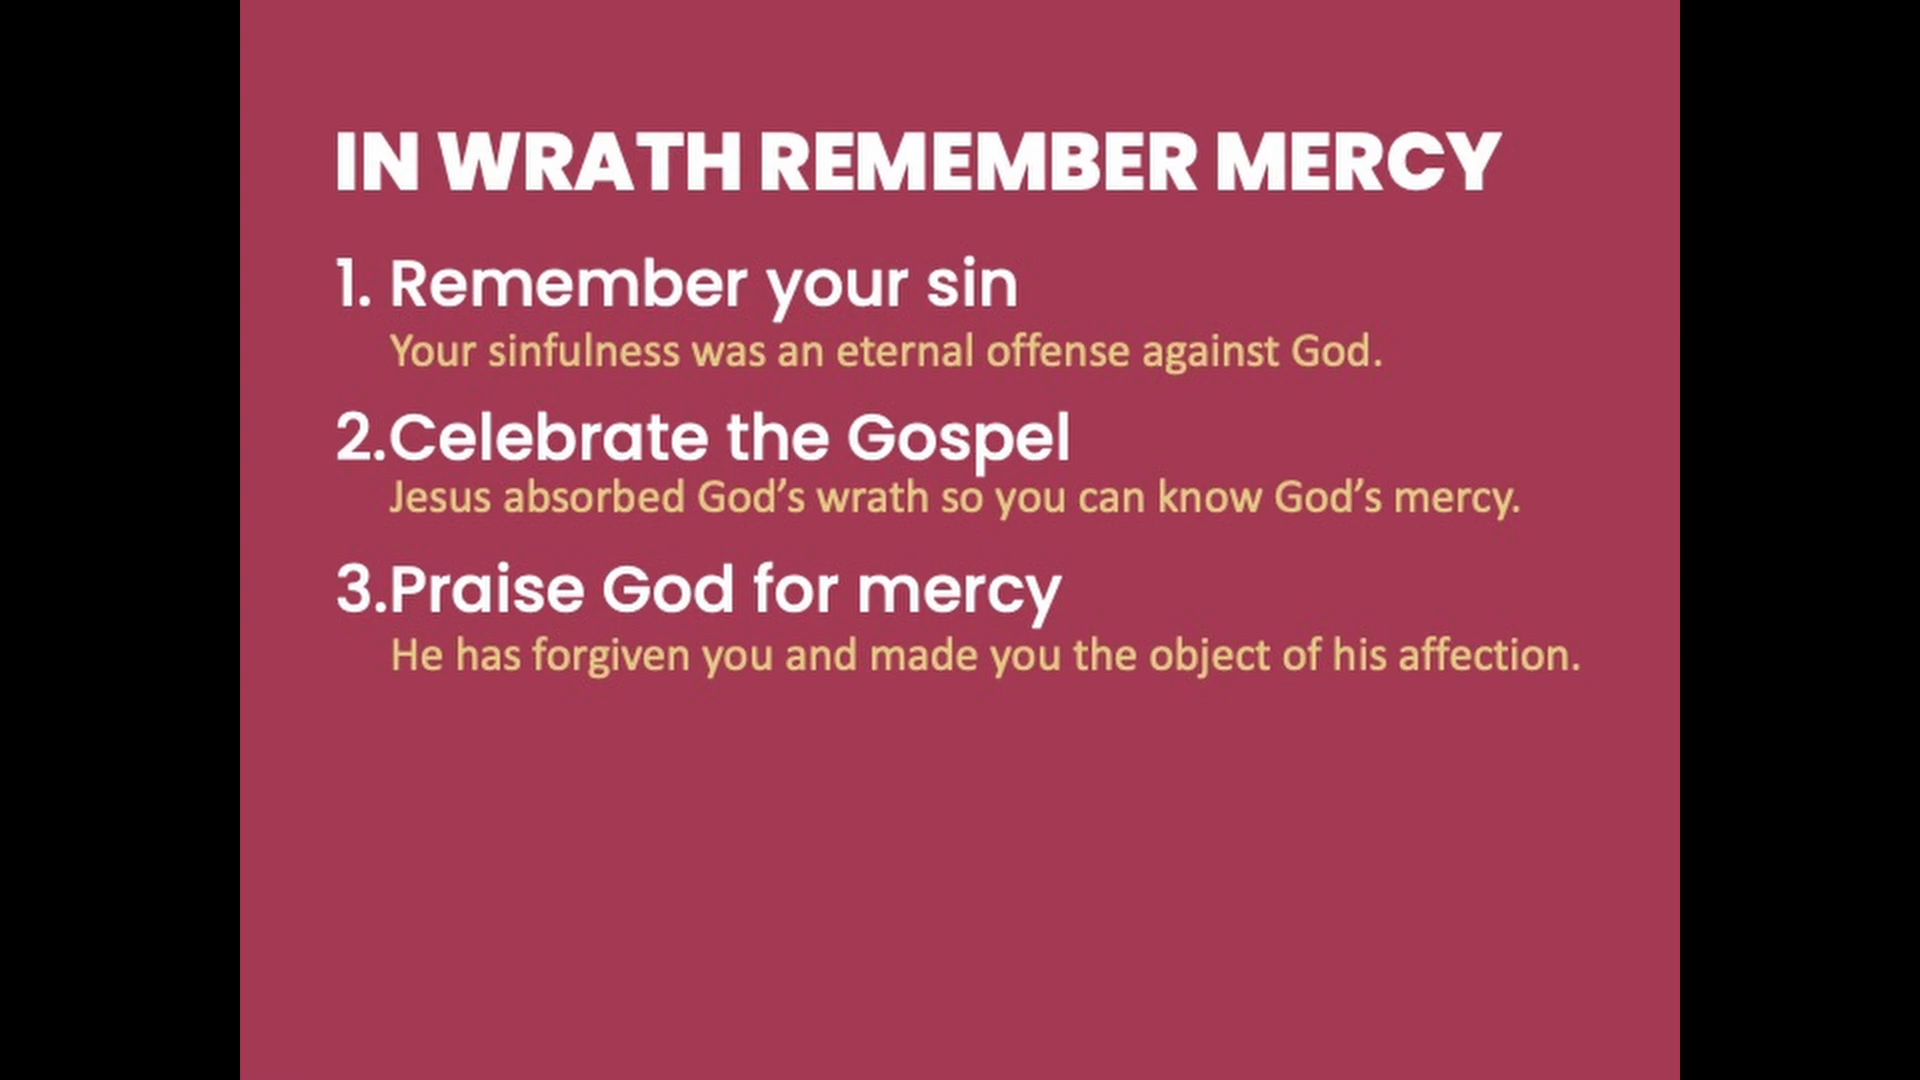 IN WRATH REMEMBER MERCY
1. Remember your sin
Your sinfulness was an eternal offense against God.
2.Celebrate the Gospel
Jesus absorbed God’s wrath so you can know God’s mercy.
3.Praise God for mercy
He has forgiven you and made you the object of his affection.